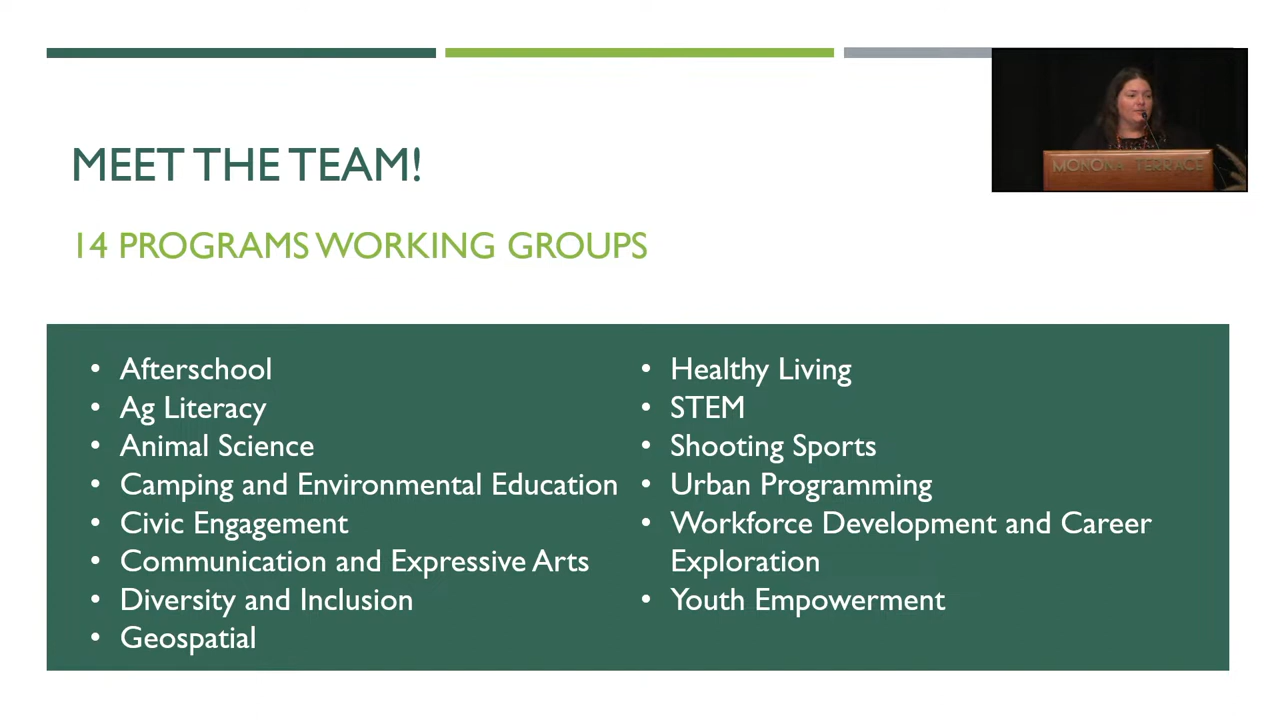 MEET THE TEAM!
14 PROGRAMS WORKING GROUPS
MONONA TERRACE
• Afterschool
• Ag Literacy
• Animal Science
• Camping and Environmental Education
• Civic Engagement
• Communication and Expressive Arts
• Diversity and Inclusion
• Geospatial
• Healthy Living
• STEM
• Shooting Sports
• Urban Programming
• Workforce Development and Career
Exploration
• Youth Empowerment